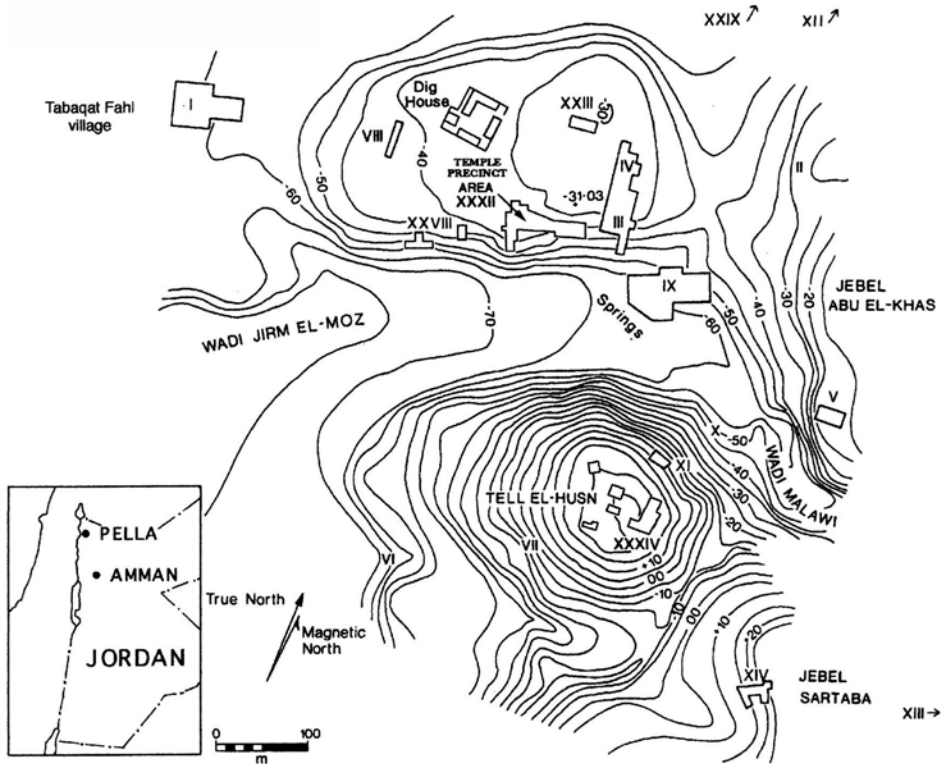 XXIX
XII
Tabaqat Fahl
village
I
Dig
House
VIII
XXIII
-30
-40
-50
-60
TEMPLE
PRECINCT
AREA
XXXII
-31·03
IV
III
II
XXVIII
IX
Springs
-70
WADI JIRM EL-MOZ
-60
-50
-40
-30
-20
JEBEL
ABU EL-KHAS
V
X
-50
-40
-30
-20
WADI MALAWI
XI
TELL EL-HUSN
XXXIV
VII
VI
+10
00
-10
-10
00
+10
+20
XIV
JEBEL
SARTABA
XIII
True North
Magnetic
North
PELLA
AMMAN
JORDAN
0
100
m